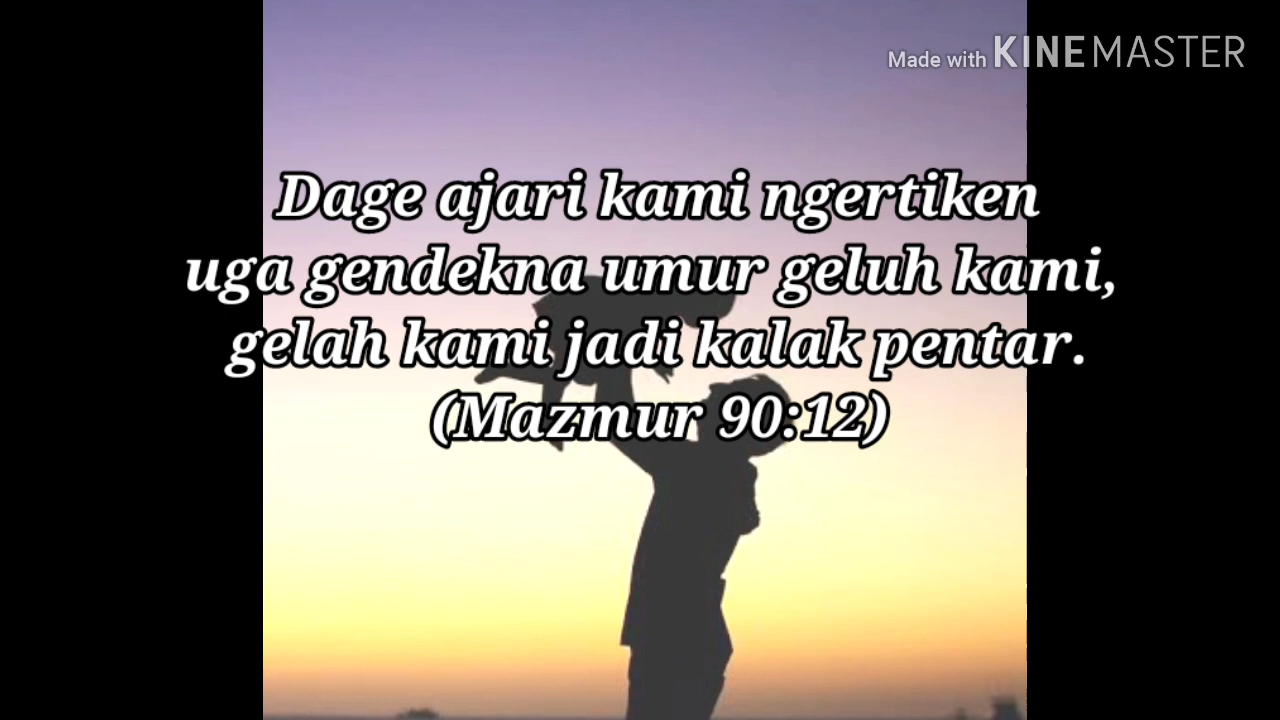 Made with KINEMASTER
Dage ajari kami ngertiken
uga gendekna umur geluh kami,
gelah kami jadi kalak pentar.
(Mazmur 90:12)